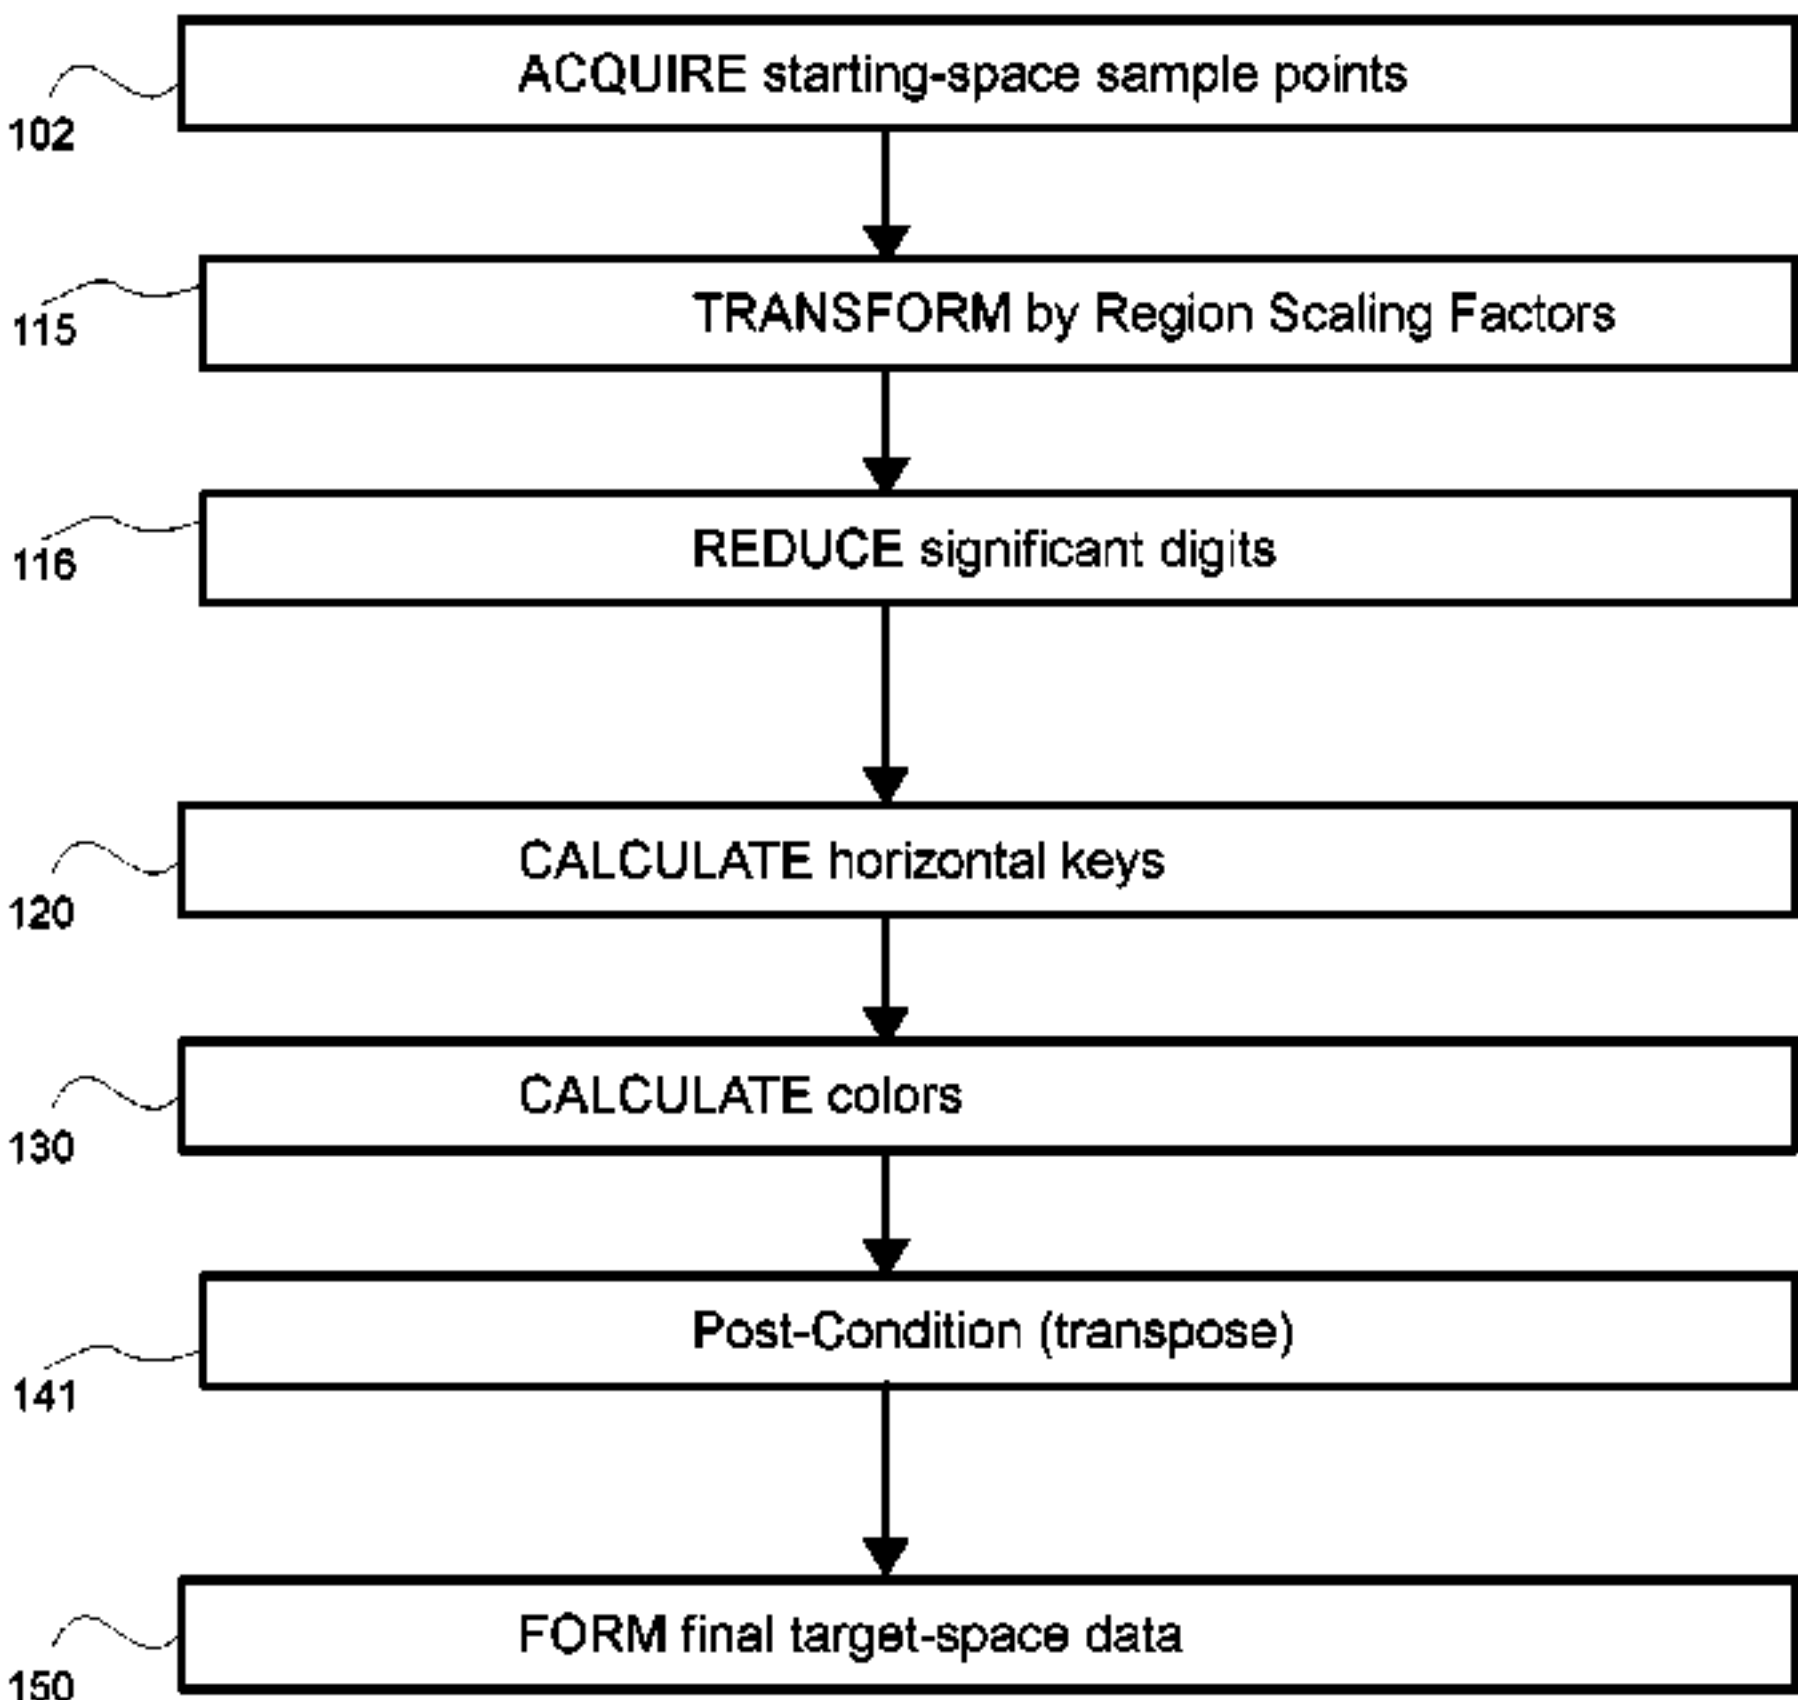 ACQUIRE starting-space sample points
102
TRANSFORM by Region Scaling Factors
115
REDUCE significant digits
116
CALCULATE horizontal keys
120
CALCULATE colors
130
Post-Condition (transpose)
141
FORM final target-space data
150